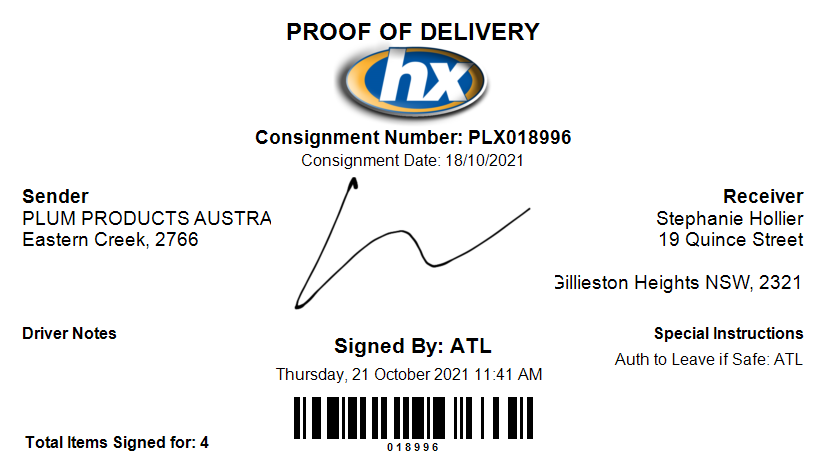 PROOF OF DELIVERY
hx
Consignment Number: PLX018996
Consignment Date: 18/10/2021
Sender
PLUM PRODUCTS AUSTRA
Eastern Creek, 2766
Receiver
Stephanie Hollier
19 Quince Street
Gillieston Heights NSW, 2321
Driver Notes
Special Instructions
Auth to Leave if Safe: ATL
Signed By: ATL
Thursday, 21 October 2021 11:41 AM
018996
Total Items Signed for: 4